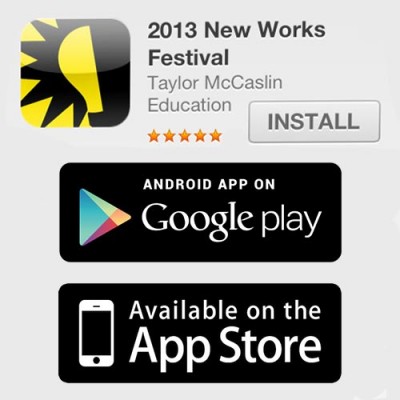 2013 New Works
Festival
Taylor McCaslin
Education
INSTALL
ANDROID APP ON
Google play
Available on the
App Store